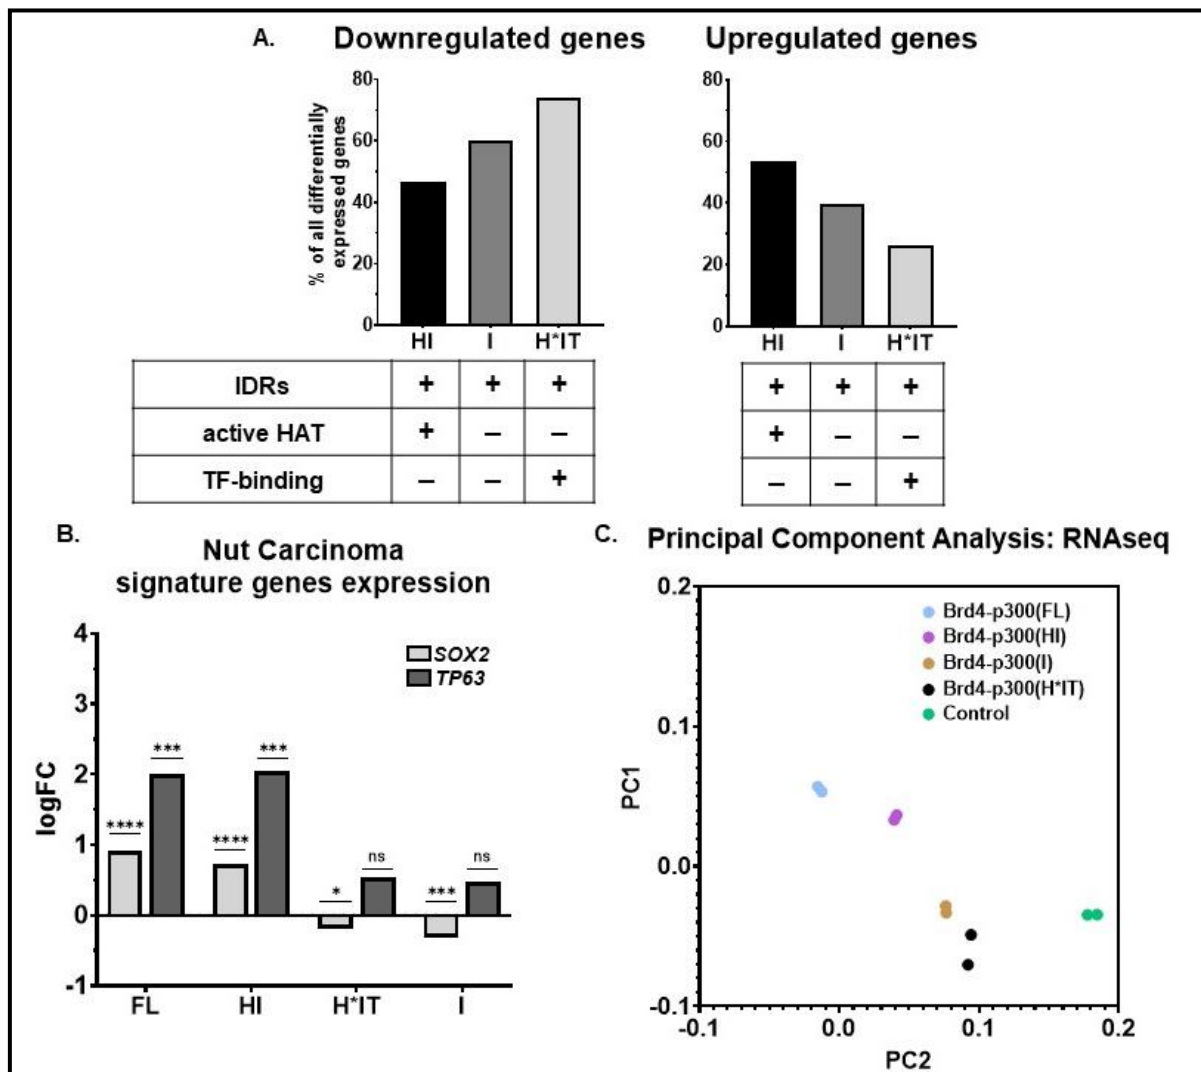 A. Downregulated genes
Upregulated genes
% of all differentially
expressed genes
80
60
40
20
0
HI I H*IT
80
60
40
20
0
HI I H*IT
IDRs + + +
active HAT + – –
TF-binding – – +
+ + +
+ – –
– – +
B. Nut Carcinoma
signature genes expression
SOX2
TP63
logFC
4
3
2
1
0
-1
**** ***
**** ***
* ns
*** ns
FL HI H*IT I
C. Principal Component Analysis: RNAseq
Brd4-p300(FL)
Brd4-p300(HI)
Brd4-p300(I)
Brd4-p300(H*IT)
Control
PC1
0.2
0.1
0.0
-0.1
-0.1 0.0 0.1 0.2
PC2